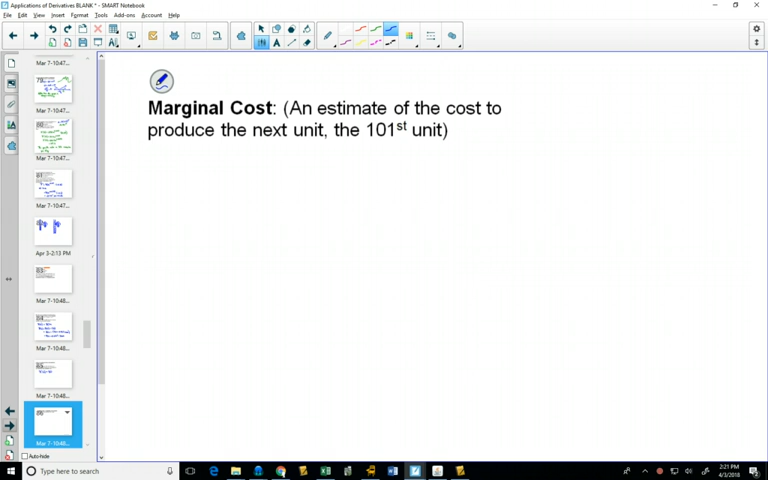 Applications of Derivatives BLANK * - SMART Notebook
File Edit View Insert Format Tools Add-ons Account Help
Mar 7-10:47...
Mar 7-10:47...
Mar 7-10:47...
Mar 7-10:47...
Apr 3-2:13 PM
Mar 7-10:48...
Mar 7-10:48...
Mar 7-10:48...
Mar 7-10:48...
Auto-hide
Marginal Cost: (An estimate of the cost to
produce the next unit, the 101st unit)
Type here to search
2:21 PM
4/3/2018